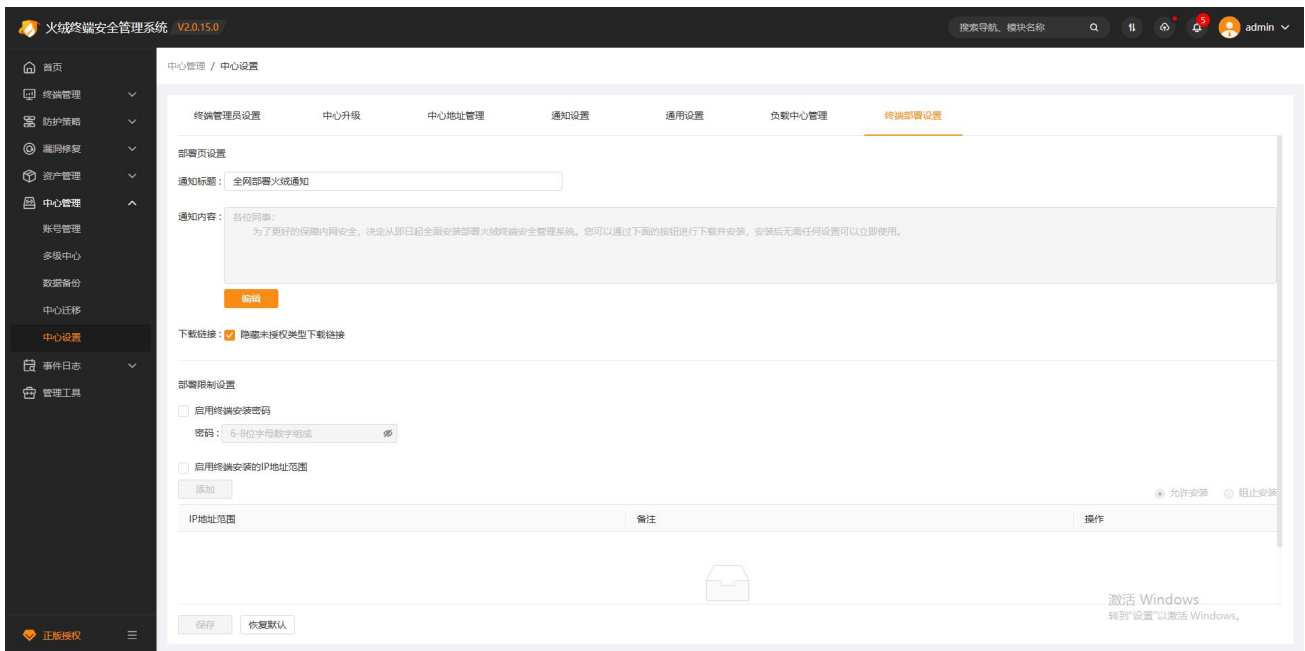 火绒终端安全管理系统 V2.0.15.0
搜索导航、模块名称
5
admin
首页
终端管理
防护策略
漏洞修复
资产管理
中心管理
账号管理
多级中心
数据备份
中心迁移
中心设置
事件日志
管理工具
正版授权
中心管理 / 中心设置
终端管理员设置 中心升级 中心地址管理 通知设置 通用设置 负载中心管理 终端部署设置
部署页设置
通知标题： 全网部署火绒通知
通知内容： 各位同事:
为了更好的保障内网安全，决定从即日起全面安装部署火绒终端安全管理系统。您可以通过下面的按钮进行下载并安装，安装后无需任何设置可以立即使用。
编辑
下载链接： 隐藏未授权类型下载链接
部署限制设置
启用终端安装密码
密码： 6-8位字母数字组成
启用终端安装的IP地址范围
添加 允许安装 阻止安装
IP地址范围 备注 操作
保存 恢复默认
激活 Windows
转到"设置"以激活 Windows。